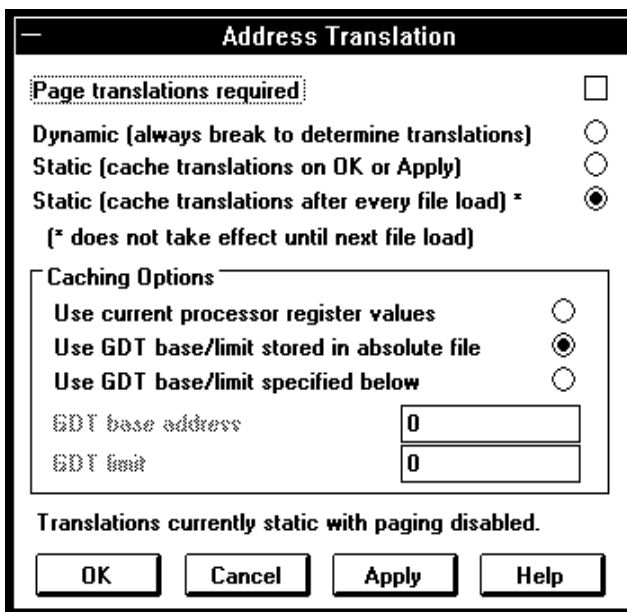 Address Translation
Page translations required
Dynamic (always break to determine translations)
Static (cache translations on OK or Apply)
Static (cache translations after every file load) *
(* does not take effect until next file load)
Caching Options
Use current processor register values
Use GDT base/limit stored in absolute file
Use GDT base/limit specified below
GDT base address 0
GDT limit 0
Translations currently static with paging disabled.
OK Cancel Apply Help